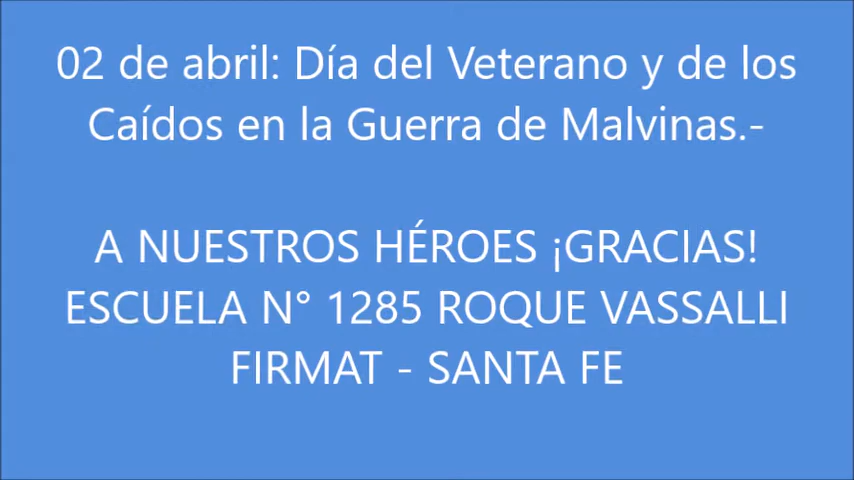 02 de abril: Día del Veterano y de los
Caídos en la Guerra de Malvinas.-
A NUESTROS HÉROES ¡GRACIAS!
ESCUELA N° 1285 ROQUE VASSALLI
FIRMAT - SANTA FE